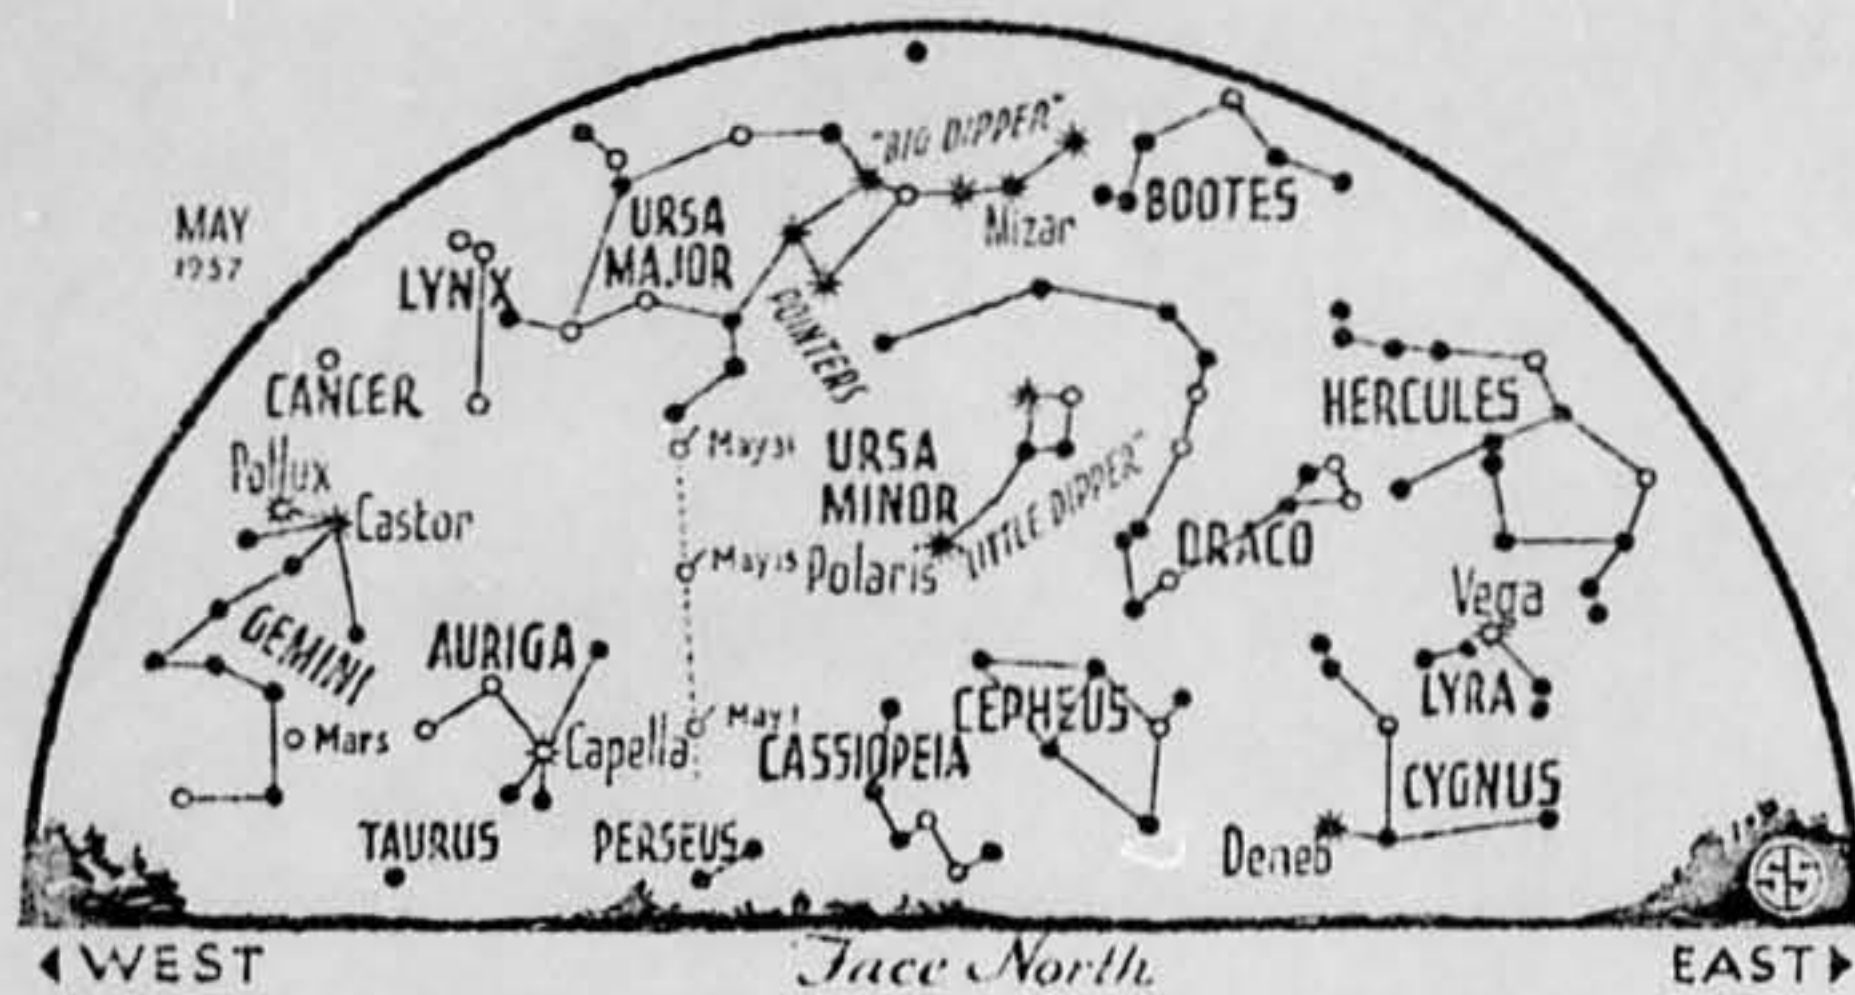 "BIG DIPPER"
MAY
1957
URSA
MAJOR
Mizar
BOOTES
LYNX
POINTERS
CANCER
HERCULES
Pollux
May 31
URSA
MINOR
Castor
"LITTLE DIPPER"
May 15
Polaris
DRACO
Vega
GEMINI
AURIGA
LYRA
Mars
Capella
May 1
CEPHEUS
CASSIOPEIA
CYGNUS
TAURUS
PERSEUS
Deneb
SIS
WEST
Face North
EAST